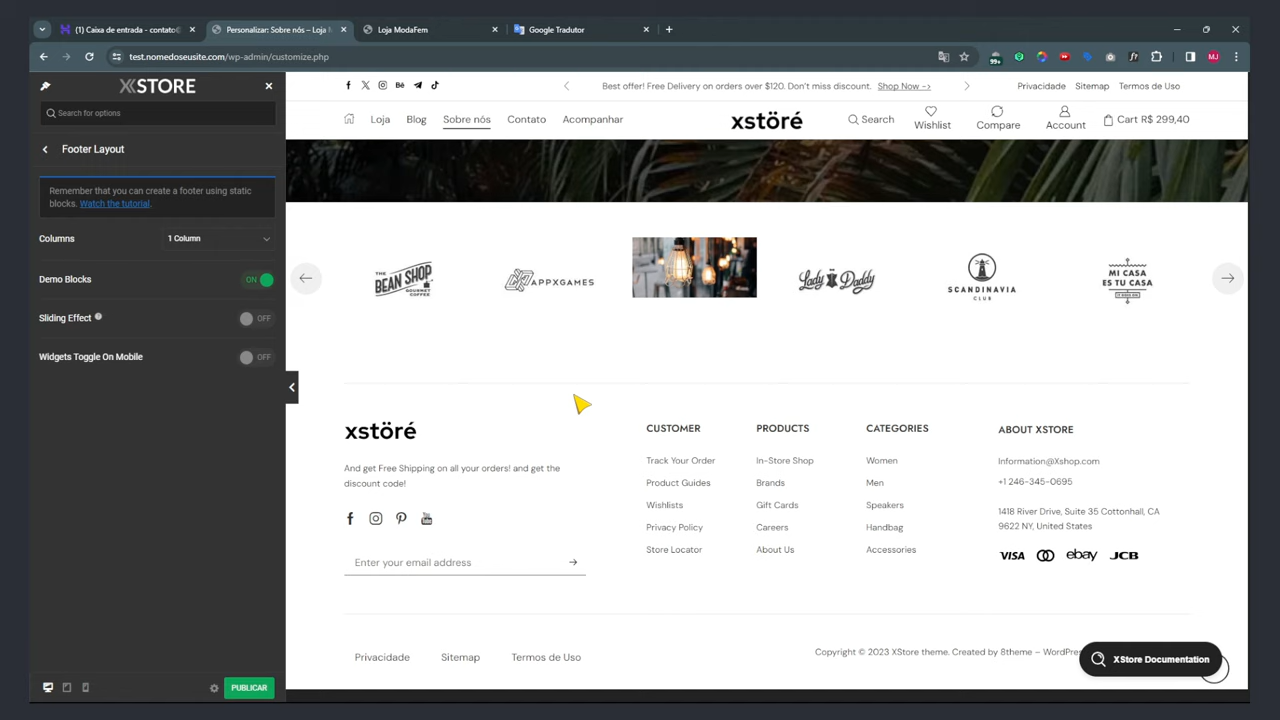 (1) Caixa de entrada - contato©
Personalizar: Sobre nós – Loja M
Loja ModaFem
Google Tradutor
test.nomedoseusite.com/wp-admin/customize.php
99+
f?
MJ
XSTORE
Search for options
Footer Layout
Remember that you can create a footer using static
blocks. Watch the tutorial.
Columns
1 Column
Demo Blocks
ON
Sliding Effect
OFF
Widgets Toggle On Mobile
OFF
PUBLICAR
Best offer! Free Delivery on orders over $120. Don't miss discount. Shop Now ->
Privacidade
Sitemap
Termos de Uso
Loja
Blog
Sobre nós
Contato
Acompanhar
xstöré
Search
Wishlist
Compare
Account
Cart R$ 299,40
THE BEAN SHOP GOURMET COFFEE
APPXGAMES
Lady & Daddy
SCANDINAVIA CLUB
MI CASA ES TU CASA
xstöré
And get Free Shipping on all your orders! and get the
discount code!
Enter your email address
CUSTOMER
Track Your Order
Product Guides
Wishlists
Privacy Policy
Store Locator
PRODUCTS
In-Store Shop
Brands
Gift Cards
Careers
About Us
CATEGORIES
Women
Men
Speakers
Handbag
Accessories
ABOUT XSTORE
Information@Xshop.com
+1 246-345-0695
1418 River Drive, Suite 35 Cottonhall, CA
9622 NY, United States
VISA
ebay
JCB
Privacidade
Sitemap
Termos de Uso
Copyright © 2023 XStore theme. Created by 8theme – WordPre
XStore Documentation